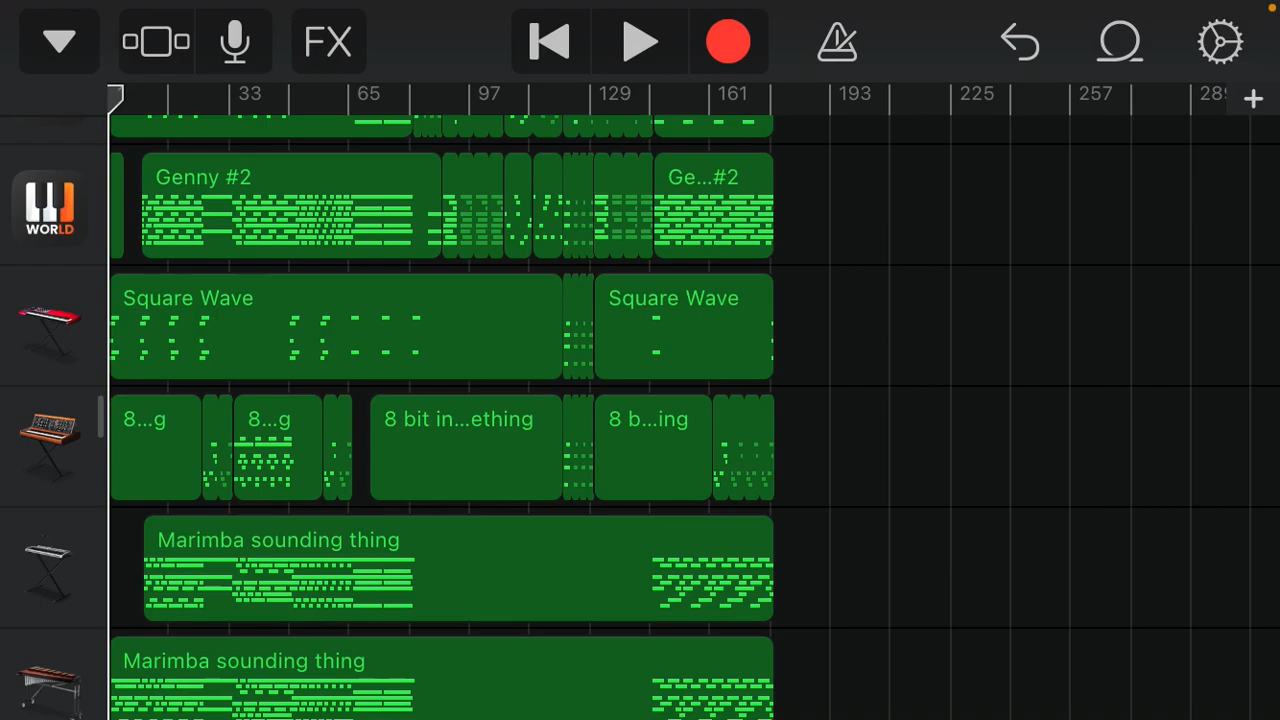 FX
33 65 97 129 161 193 225 257
Genny #2 Ge...#2
WORLD
Square Wave Square Wave
8...g 8...g 8 bit in...ething 8 b...ing
Marimba sounding thing
Marimba sounding thing